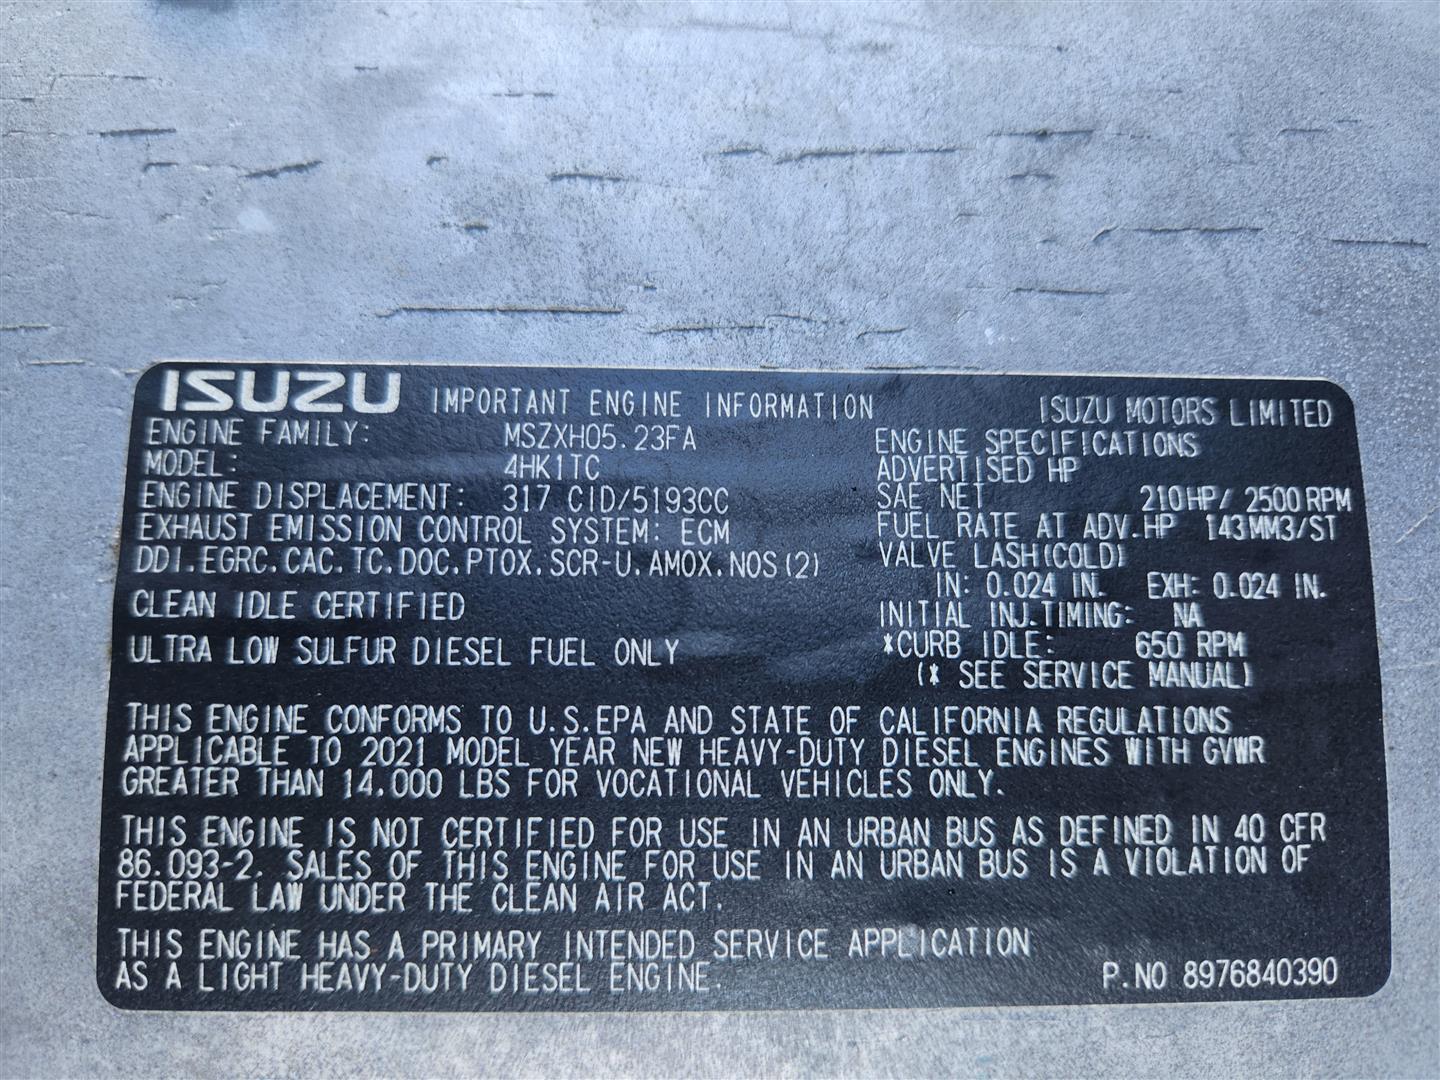 ISUZU IMPORTANT ENGINE INFORMATION ISUZU MOTORS LIMITED
ENGINE FAMILY: MSZXH05.23FA
MODEL: 4HK1TC
ENGINE DISPLACEMENT: 317 CID/5193CC
EXHAUST EMISSION CONTROL SYSTEM: ECM
DDI.EGRC.CAC.TC.DOC.PTOX.SCR-U.AMOX.NOS(2)
CLEAN IDLE CERTIFIED
ULTRA LOW SULFUR DIESEL FUEL ONLY
ENGINE SPECIFICATIONS
ADVERTISED HP
SAE NET 210HP/ 2500RPM
FUEL RATE AT ADV.HP 143MM3/ST
VALVE LASH(COLD)
IN: 0.024 IN. EXH: 0.024 IN.
INITIAL INJ.TIMING: NA
*CURB IDLE: 650 RPM
(* SEE SERVICE MANUAL)
THIS ENGINE CONFORMS TO U.S.EPA AND STATE OF CALIFORNIA REGULATIONS
APPLICABLE TO 2021 MODEL YEAR NEW HEAVY-DUTY DIESEL ENGINES WITH GVWR
GREATER THAN 14.000 LBS FOR VOCATIONAL VEHICLES ONLY.
THIS ENGINE IS NOT CERTIFIED FOR USE IN AN URBAN BUS AS DEFINED IN 40 CFR
86.093-2. SALES OF THIS ENGINE FOR USE IN AN URBAN BUS IS A VIOLATION OF
FEDERAL LAW UNDER THE CLEAN AIR ACT.
THIS ENGINE HAS A PRIMARY INTENDED SERVICE APPLICATION
AS A LIGHT HEAVY-DUTY DIESEL ENGINE. P.NO 8976840390